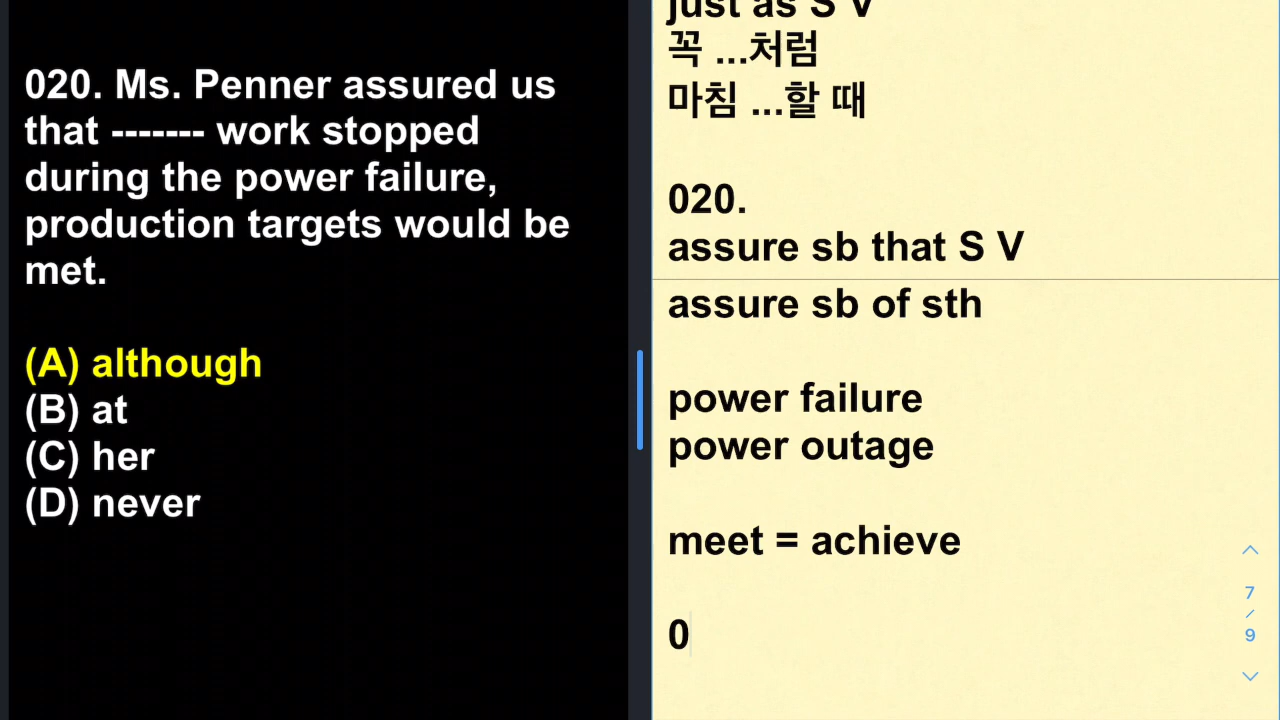 020. Ms. Penner assured us
that ------- work stopped
during the power failure,
production targets would be
met.
(A) although
(B) at
(C) her
(D) never
just as S V
꼭 ...처럼
마침 ...할 때
020.
assure sb that S V
assure sb of sth
power failure
power outage
meet = achieve
0
7
/
9